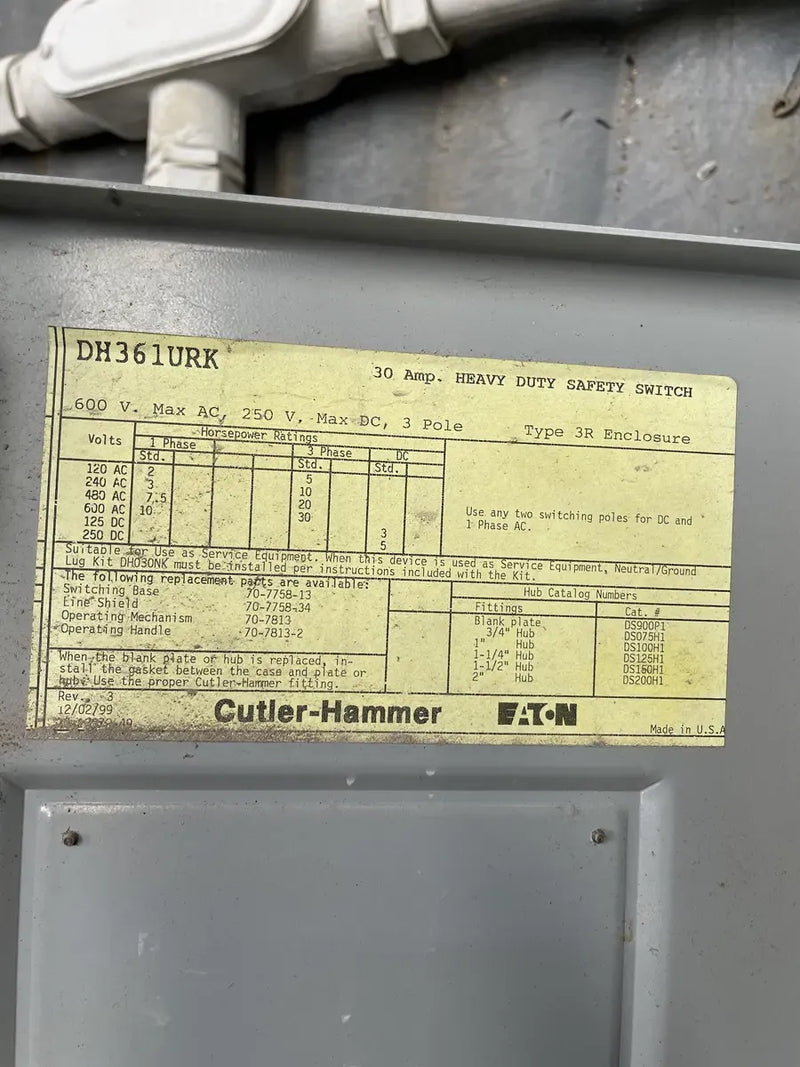 DH361URK
30 Amp. HEAVY DUTY SAFETY SWITCH
600 V. Max AC, 250 V. Max DC, 3 Pole
Type 3R Enclosure
Volts
Horsepower Ratings
1 Phase 3 Phase DC
Std. Std. Std.
120 AC 2
240 AC 3 5
480 AC 7.5 10
600 AC 10 20
125 DC 30 3
250 DC 5
Use any two switching poles for DC and
1 Phase AC.
Suitable for Use as Service Equipment. When this device is used as Service Equipment, Neutral/Ground
Lug Kit DH030NK must be installed per instructions included with the Kit.
The following replacement parts are available:
Switching Base 70-7758-13
Line Shield 70-7758-34
Operating Mechanism 70-7813
Operating Handle 70-7813-2
When the blank plate or hub is replaced, in-
stall the gasket between the case and plate or
hub. Use the proper Cutler-Hammer fitting.
Hub Catalog Numbers
Fittings Cat. #
Blank plate DS900P1
3/4" Hub DS075H1
1" Hub DS100H1
1-1/4" Hub DS125H1
1-1/2" Hub DS150H1
2" Hub DS200H1
Rev. 3
12/02/99
Cutler-Hammer EATON
Made in U.S.A